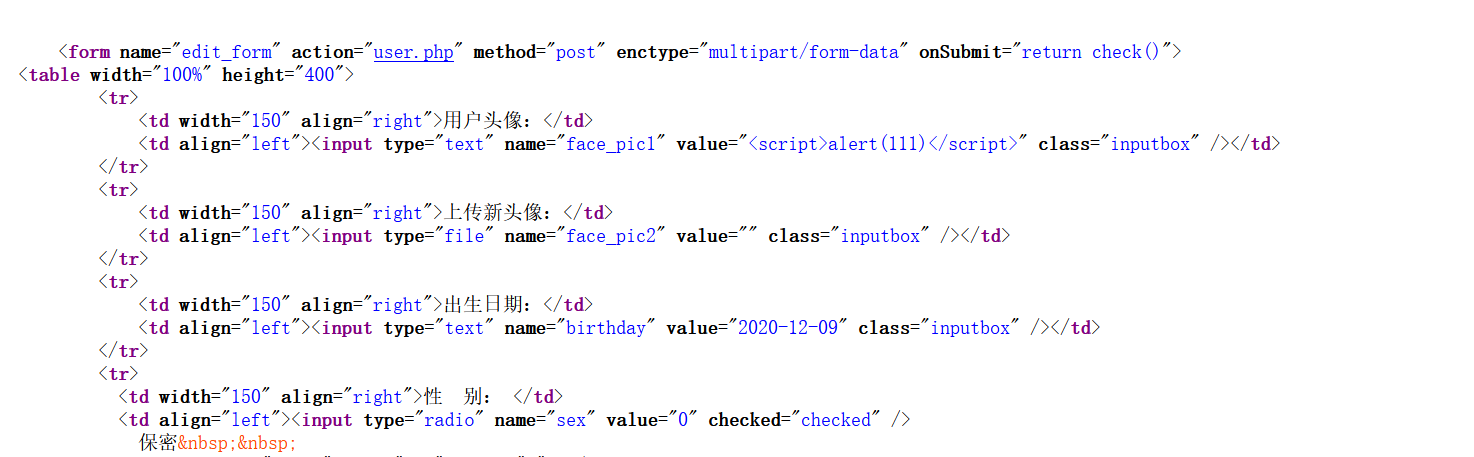 <form name="edit_form" action="user.php" method="post" enctype="multipart/form-data" onSubmit="return check()">
<table width="100%" height="400">
<tr>
<td width="150" align="right">用户头像：</td>
<td align="left"><input type="text" name="face_pic1" value="<script>alert(111)</script>" class="inputbox" /></td>
</tr>
<tr>
<td width="150" align="right">上传新头像：</td>
<td align="left"><input type="file" name="face_pic2" value="" class="inputbox" /></td>
</tr>
<tr>
<td width="150" align="right">出生日期：</td>
<td align="left"><input type="text" name="birthday" value="2020-12-09" class="inputbox" /></td>
</tr>
<tr>
<td width="150" align="right">性　别： </td>
<td align="left"><input type="radio" name="sex" value="0" checked="checked" />
保密&nbsp;&nbsp;